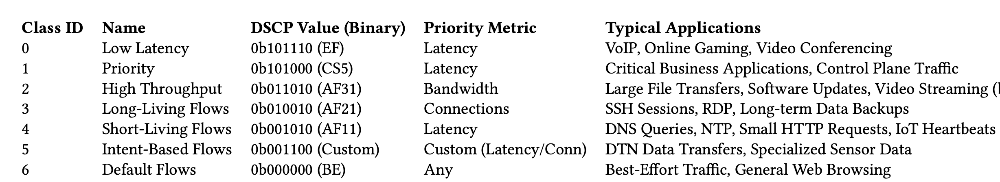 Class ID Name DSCP Value (Binary) Priority Metric Typical Applications
0 Low Latency 0b101110 (EF) Latency VoIP, Online Gaming, Video Conferencing
1 Priority 0b101000 (CS5) Latency Critical Business Applications, Control Plane Traffic
2 High Throughput 0b011010 (AF31) Bandwidth Large File Transfers, Software Updates, Video Streaming (
3 Long-Living Flows 0b010010 (AF21) Connections SSH Sessions, RDP, Long-term Data Backups
4 Short-Living Flows 0b001010 (AF11) Latency DNS Queries, NTP, Small HTTP Requests, IoT Heartbeats
5 Intent-Based Flows 0b001100 (Custom) Custom (Latency/Conn) DTN Data Transfers, Specialized Sensor Data
6 Default Flows 0b000000 (BE) Any Best-Effort Traffic, General Web Browsing